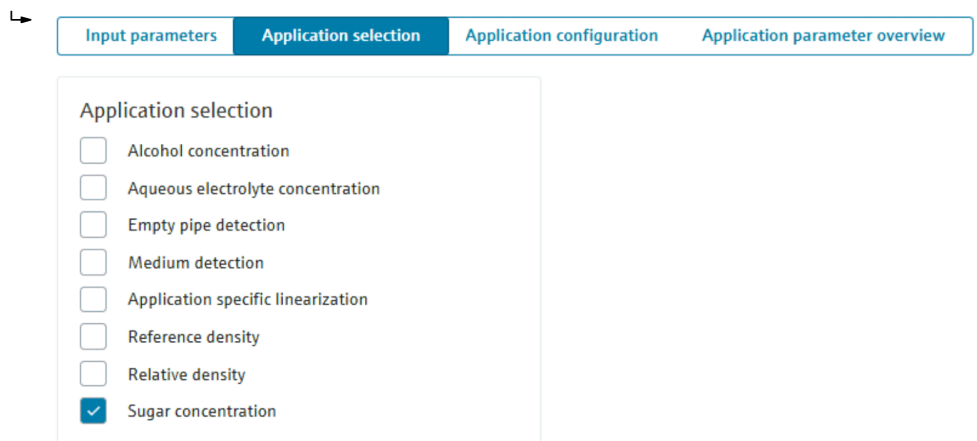 Input parameters Application selection Application configuration Application parameter overview
Application selection
Alcohol concentration
Aqueous electrolyte concentration
Empty pipe detection
Medium detection
Application specific linearization
Reference density
Relative density
Sugar concentration